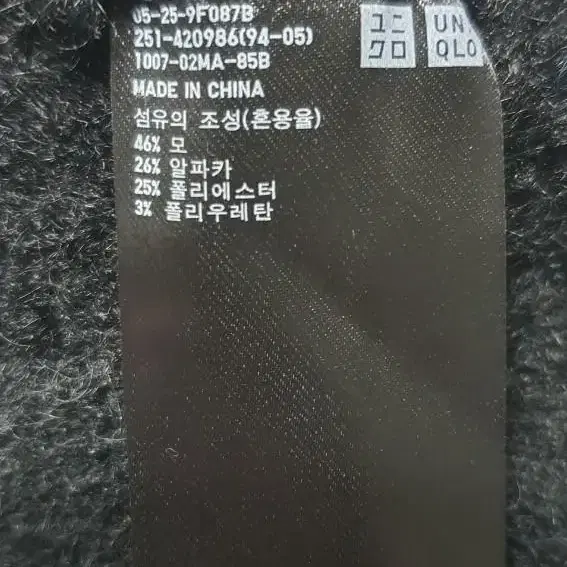 05-25-9F087B
251-420986(94-05)
1007-02MA-85B
MADE IN CHINA
섬유의 조성(혼용율)
46% 모
26% 알파카
25% 폴리에스터
3% 폴리우레탄
ユニ
クロ
UNI
QLO